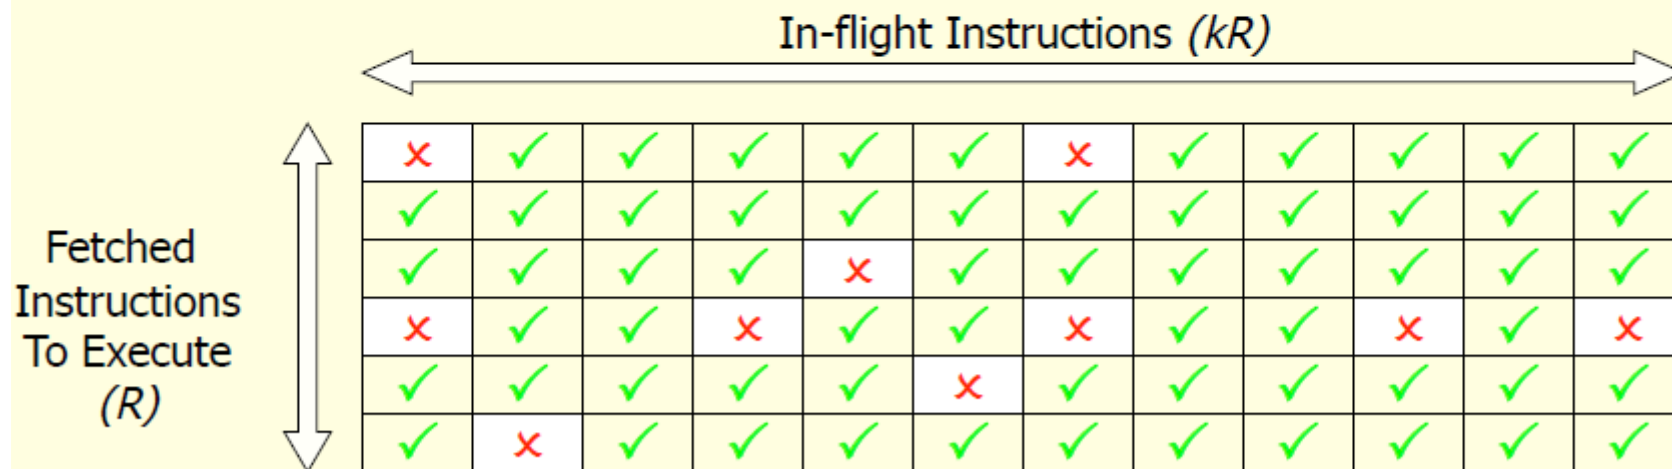 In-flight Instructions (kR)
Fetched
Instructions
To Execute
(R)